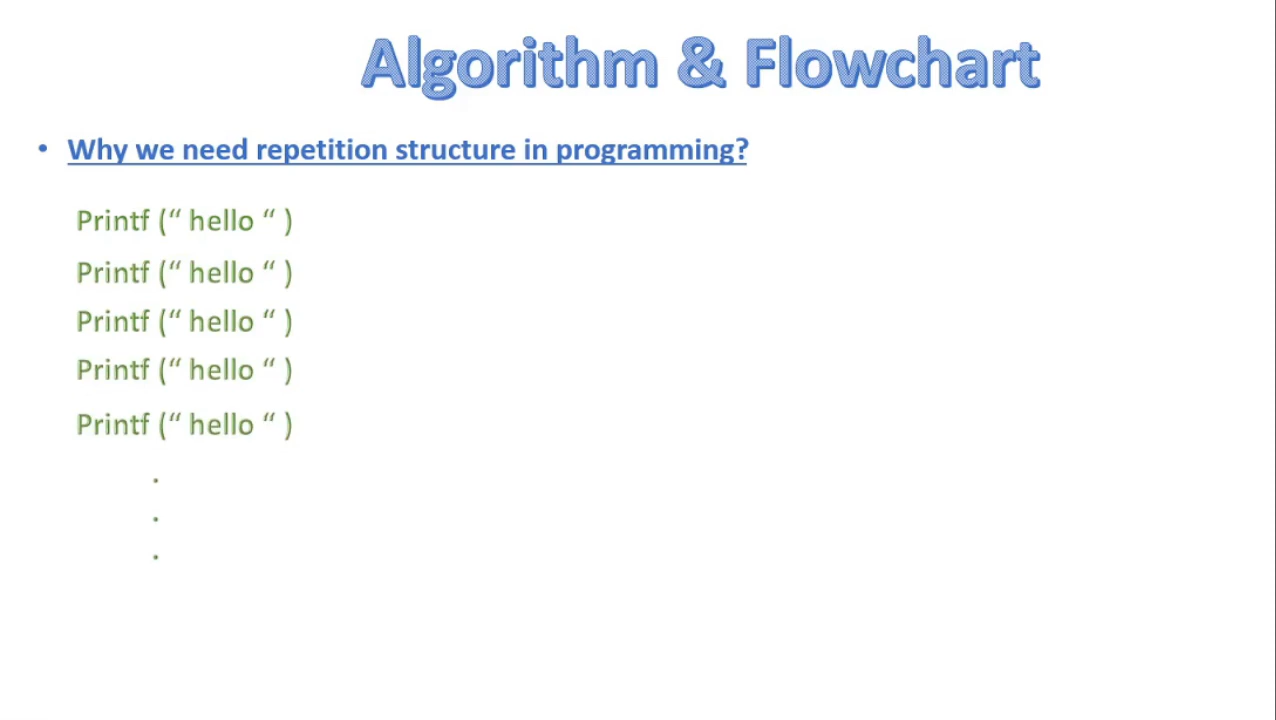 Algorithm & Flowchart
• Why we need repetition structure in programming?
Printf (“ hello “ )
Printf (“ hello “ )
Printf (“ hello “ )
Printf (“ hello “ )
Printf (“ hello “ )
.
.
.